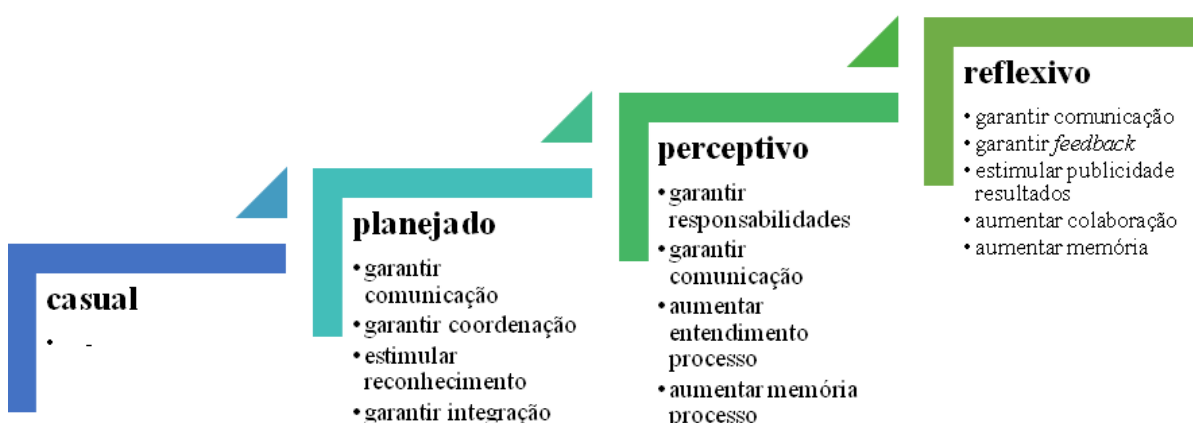 casual
• -
planejado
• garantir
comunicação
• garantir coordenação
• estimular
reconhecimento
• garantir integração
perceptivo
• garantir
responsabilidades
• garantir
comunicação
• aumentar
entendimento
processo
• aumentar memória
processo
reflexivo
• garantir comunicação
• garantir feedback
• estimular publicidade
resultados
• aumentar colaboração
• aumentar memória